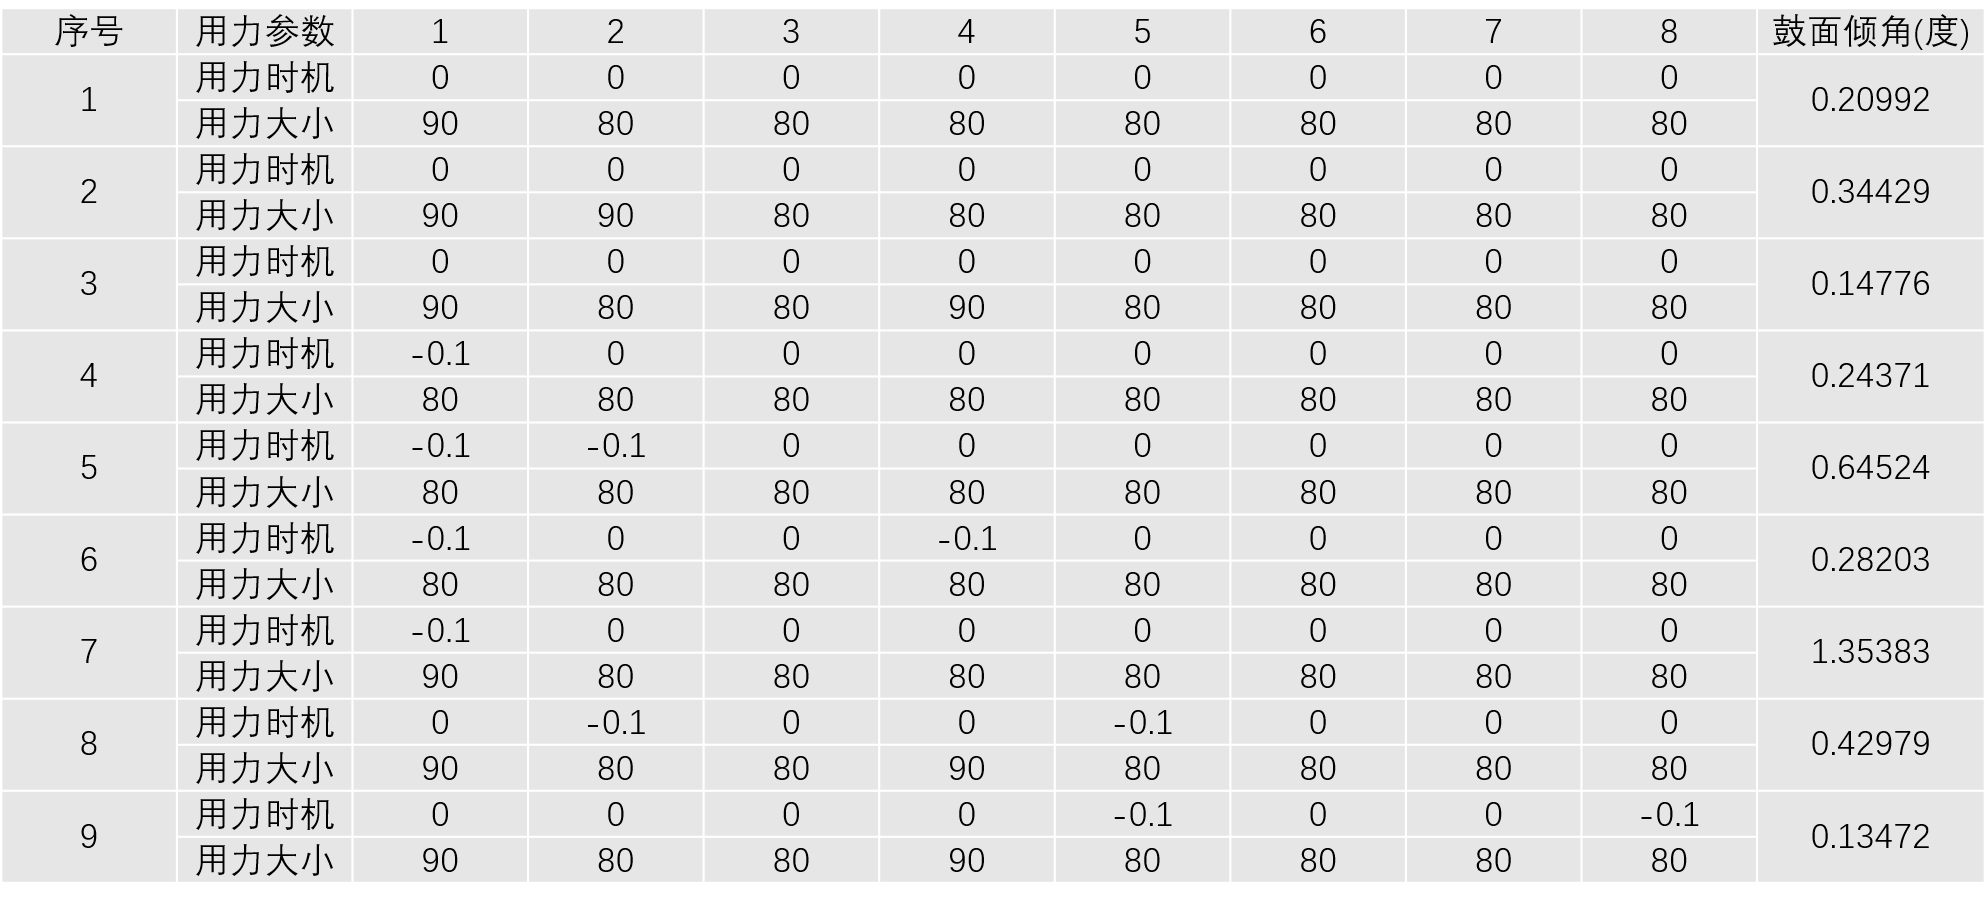 序号 用力参数 1 2 3 4 5 6 7 8 鼓面倾角(度)
1 用力时机 0 0 0 0 0 0 0 0 0.20992
用力大小 90 80 80 80 80 80 80 80
2 用力时机 0 0 0 0 0 0 0 0 0.34429
用力大小 90 90 80 80 80 80 80 80
3 用力时机 0 0 0 0 0 0 0 0 0.14776
用力大小 90 80 80 90 80 80 80 80
4 用力时机 -0.1 0 0 0 0 0 0 0 0.24371
用力大小 80 80 80 80 80 80 80 80
5 用力时机 -0.1 -0.1 0 0 0 0 0 0 0.64524
用力大小 80 80 80 80 80 80 80 80
6 用力时机 -0.1 0 0 -0.1 0 0 0 0 0.28203
用力大小 80 80 80 80 80 80 80 80
7 用力时机 -0.1 0 0 0 0 0 0 0 1.35383
用力大小 90 80 80 80 80 80 80 80
8 用力时机 0 -0.1 0 0 -0.1 0 0 0 0.42979
用力大小 90 80 80 90 80 80 80 80
9 用力时机 0 0 0 0 -0.1 0 0 -0.1 0.13472
用力大小 90 80 80 90 80 80 80 80